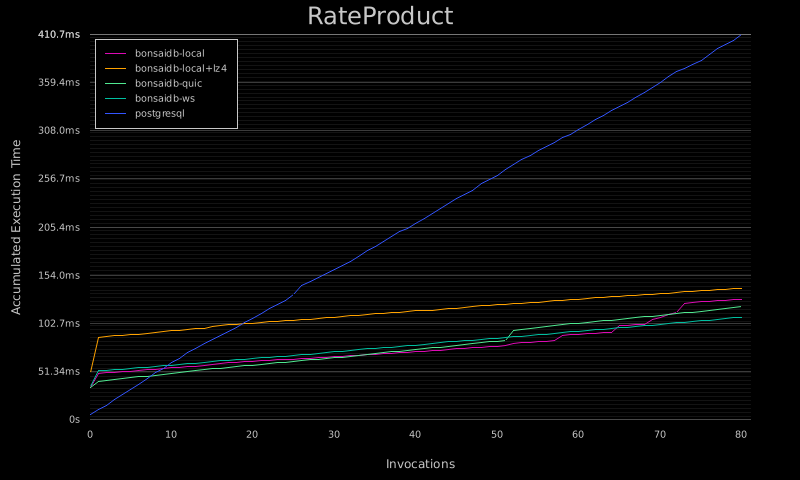 RateProduct
410.7ms
359.4ms
308.0ms
256.7ms
205.4ms
154.0ms
102.7ms
51.34ms
0s
bonsaidb-local
bonsaidb-local+lz4
bonsaidb-quic
bonsaidb-ws
postgresql
Accumulated Execution Time
0 10 20 30 40 50 60 70 80
Invocations